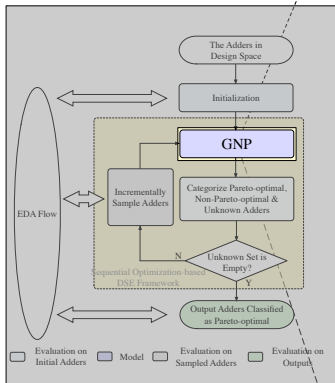 The Adders in
Design Space
Initialization
GNP
Incrementally
Sample Adders
Categorize Pareto-optimal,
Non-Pareto-optimal &
Unknown Adders
EDA Flow
N
Unknown Set is
Empty?
Sequential Optimization-based
DSE Framework
Y
Output Adders Classified
as Pareto-optimal
Evaluation on
Initial Adders
Model
Evaluation on
Sampled Adders
Evaluation on
Outputs